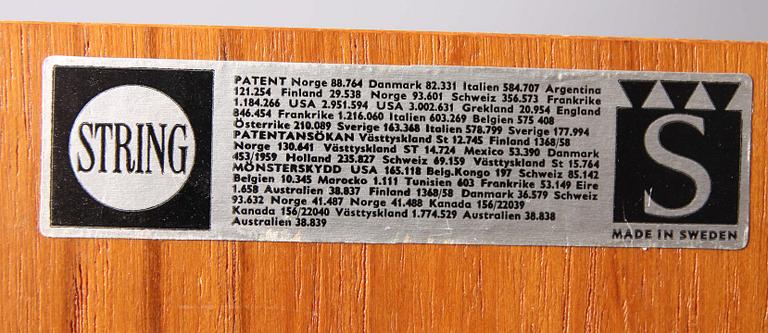 STRING
PATENT Norge 88.764 Danmark 82.331 Italien 584.707 Argentina
121.254 Finland 29.538 Norge 93.601 Schweiz 356.573 Frankrike
1.184.266 USA 2.951.594 USA 3.002.631 Grekland 20.954 England
846.454 Frankrike 1.216.060 Italien 603.269 Belgien 575 408
Österrike 210.089 Sverige 163.368 Italien 578.799 Sverige 177.994
PATENTANSÖKAN Västtyskland St 12.745 Finland 1368/58
Norge 130.641 Västtyskland ST 14.724 Mexico 53.390 Danmark
453/1959 Holland 235.827 Schweiz 69.159 Västtyskland St 15.764
MÖNSTERSKYDD USA 165.118 Belg.Kongo 197 Schweiz 85.142
Belgien 10.345 Marocko 1.111 Tunisien 603 Frankrike 53.149 Eire
1.658 Australien 38.837 Finland 1368/58 Danmark 36.579 Schweiz
93.632 Norge 41.487 Norge 41.488 Kanada 156/22039
Kanada 156/22040 Västtyskland 1.774.529 Australien 38.838
Australien 38.839
S
MADE IN SWEDEN